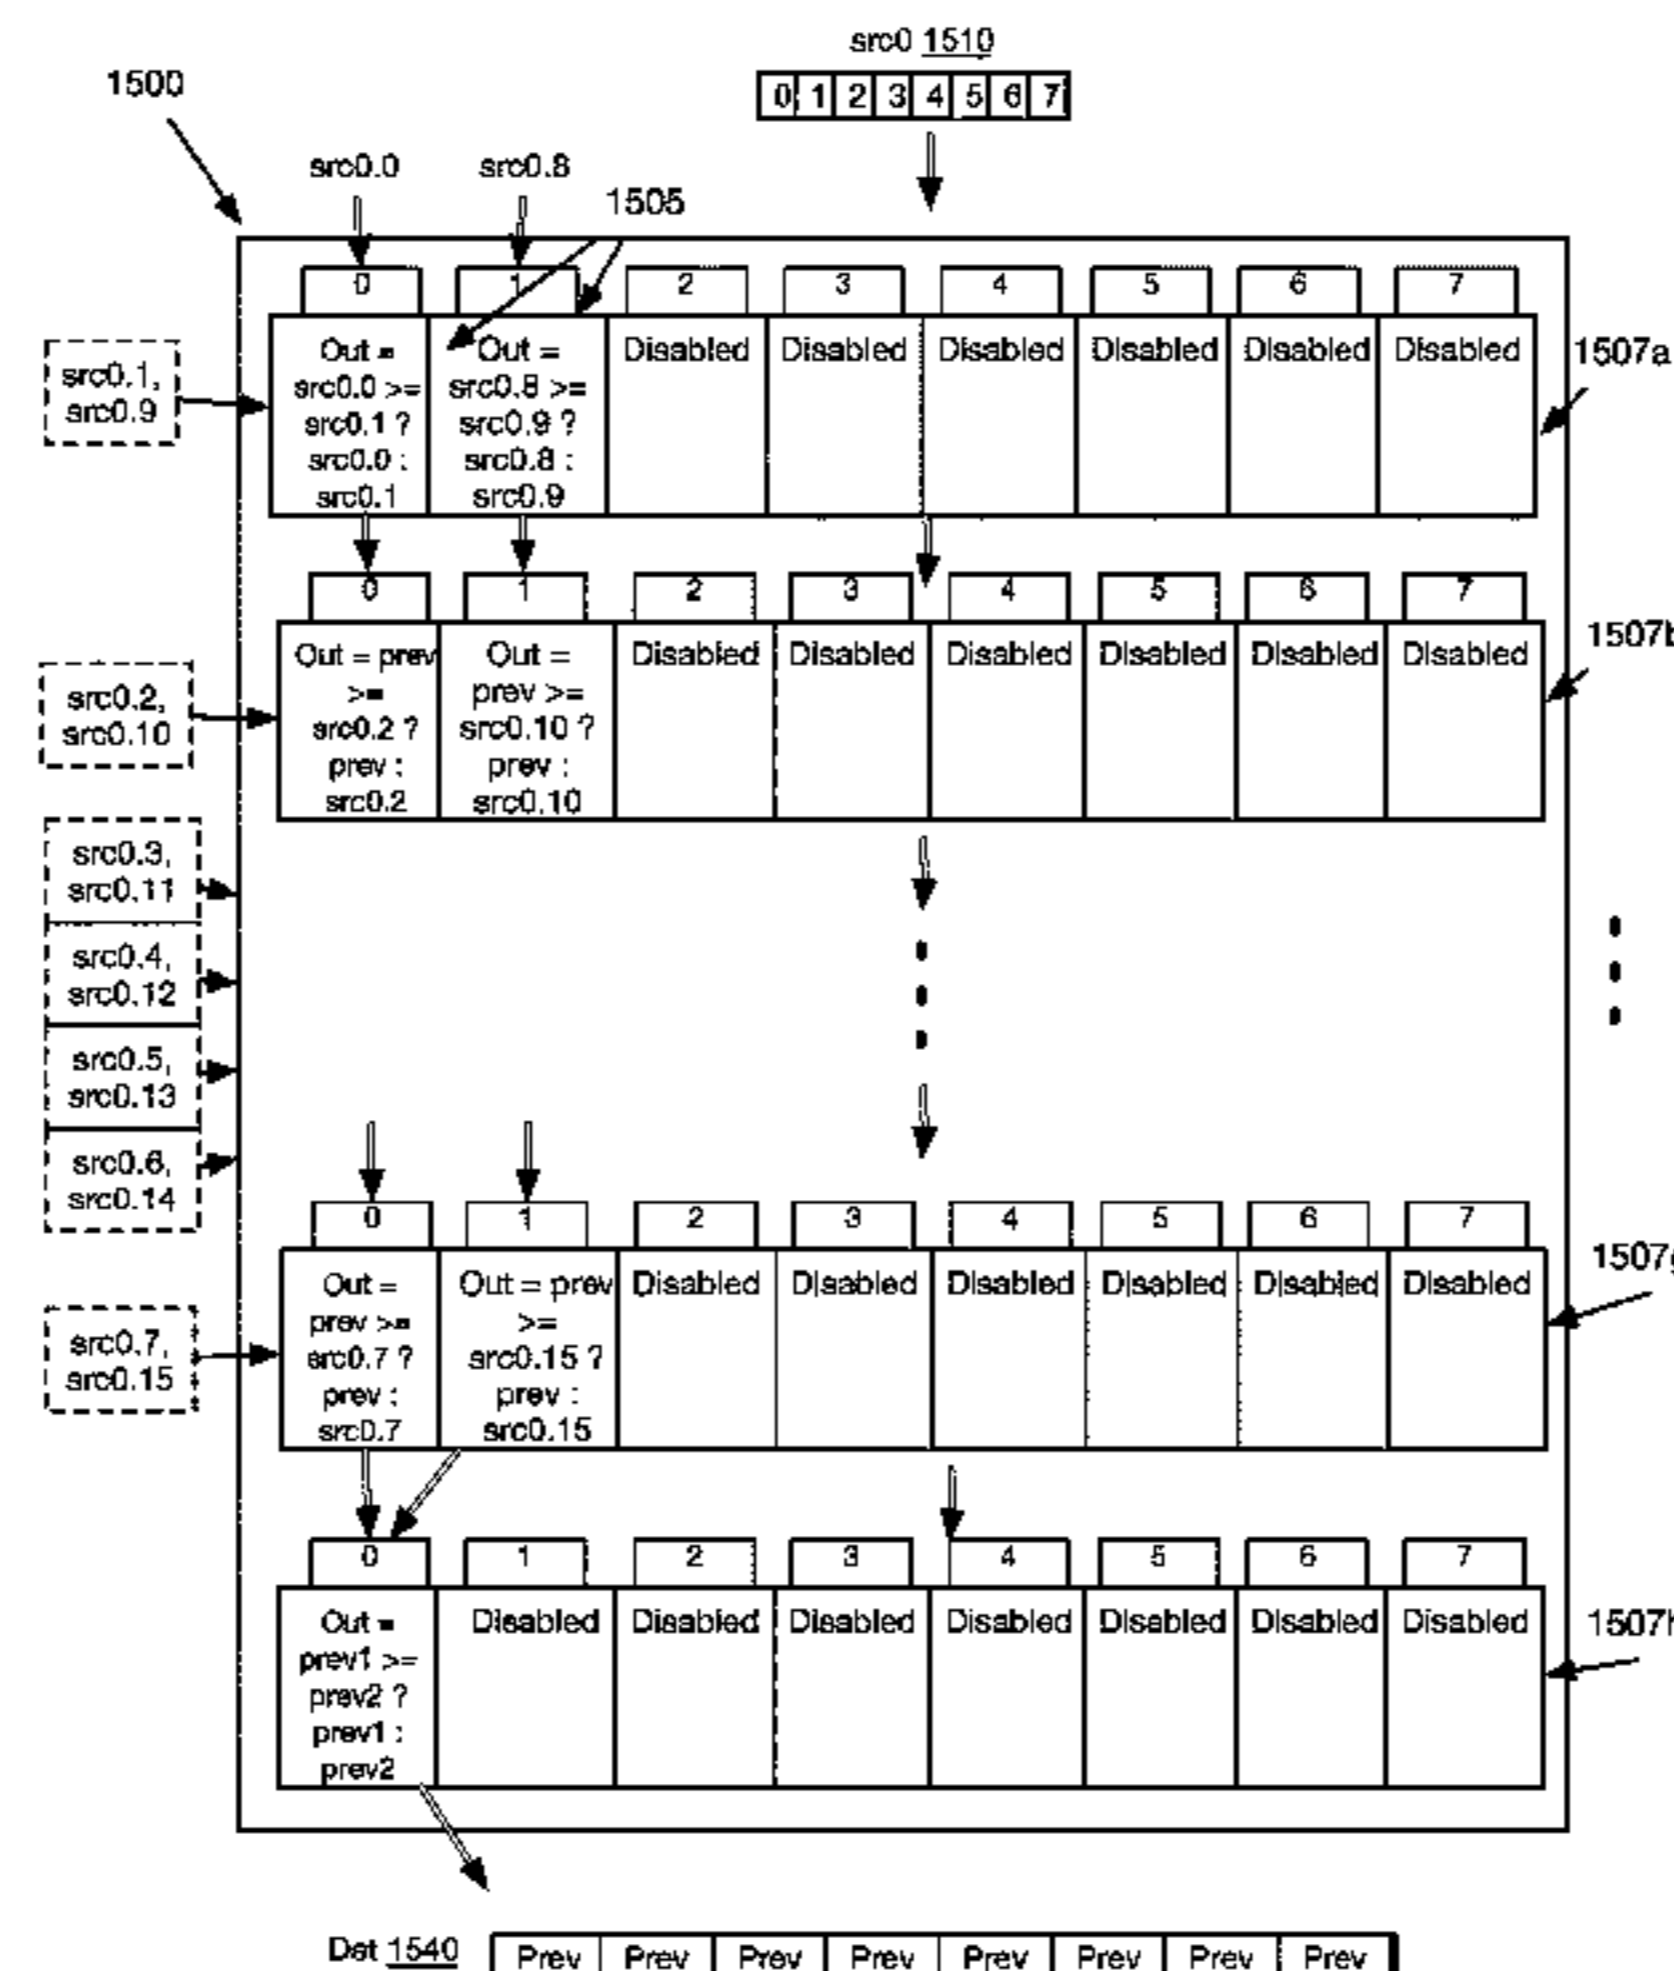 src0 1510
1500
0 1 2 3 4 5 6 7
src0.0 src0.8
1505
0 1 2 3 4 5 6 7
Out = src0.0 >= src0.1 ? src0.0 : src0.1
Out = src0.8 >= src0.9 ? src0.8 : src0.9
Disabled Disabled Disabled Disabled Disabled Disabled
1507a
src0.1,
src0.9
0 1 2 3 4 5 6 7
Out = prev >= src0.2 ? prev : src0.2
Out = prev >= src0.10 ? prev : src0.10
Disabled Disabled Disabled Disabled Disabled Disabled
1507b
src0.2,
src0.10
src0.3,
src0.11
src0.4,
src0.12
src0.5,
src0.13
src0.6,
src0.14
0 1 2 3 4 5 6 7
Out = prev >= src0.7 ? prev : src0.7
Out = prev >= src0.15 ? prev : src0.15
Disabled Disabled Disabled Disabled Disabled Disabled
1507g
src0.7,
src0.15
0 1 2 3 4 5 6 7
Out = prev1 >= prev2 ? prev1 : prev2
Disabled Disabled Disabled Disabled Disabled Disabled Disabled
1507h
Dst 1540
Prev Prev Prev Prev Prev Prev Prev Prev